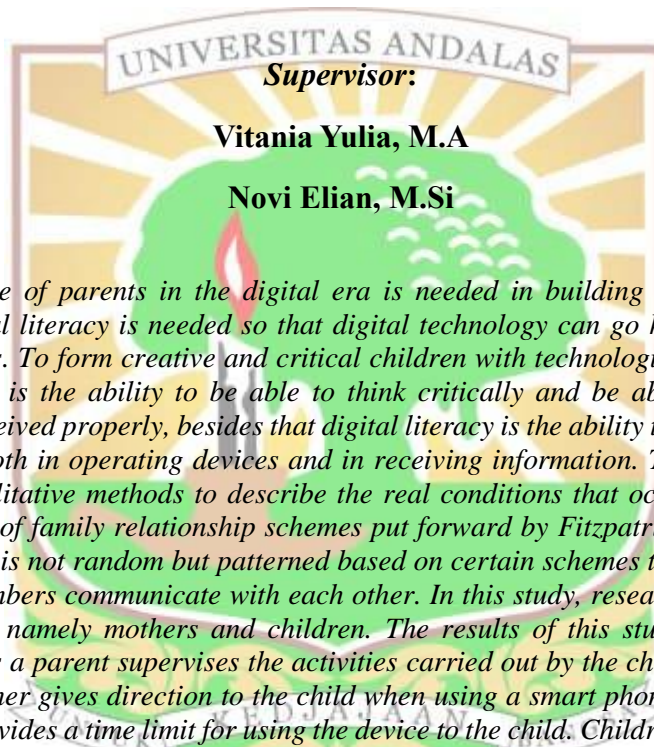 UNIVERSITAS ANDALAS
Supervisor:
Vitania Yulia, M.A
Novi Elian, M.Si
e of parents in the digital era is needed in building
l literacy is needed so that digital technology can go h
. To form creative and critical children with technologi
is the ability to be able to think critically and be ab
eived properly, besides that digital literacy is the ability t
oth in operating devices and in receiving information. T
litative methods to describe the real conditions that oc
of family relationship schemes put forward by Fitzpatri
is not random but patterned based on certain schemes t
nbers communicate with each other. In this study, resea
namely mothers and children. The results of this stu
a parent supervises the activities carried out by the ch
her gives direction to the child when using a smart phon
vides a time limit for using the device to the child. Childr